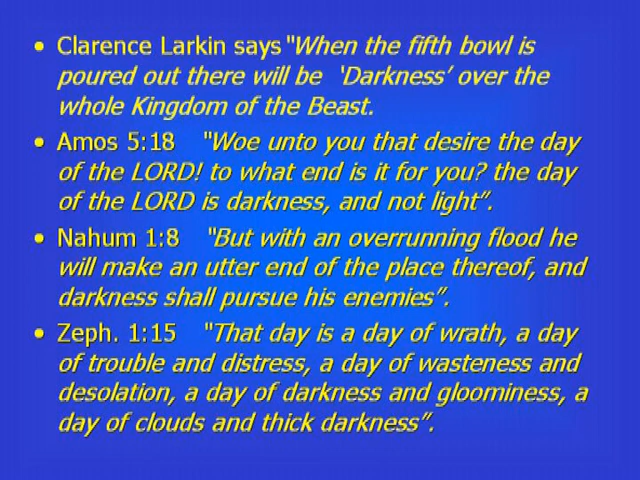 • Clarence Larkin says "When the fifth bowl is
poured out there will be ‘Darkness’ over the
whole Kingdom of the Beast.
• Amos 5:18 "Woe unto you that desire the day
of the LORD! to what end is it for you? the day
of the LORD is darkness, and not light”.
• Nahum 1:8 "But with an overrunning flood he
will make an utter end of the place thereof, and
darkness shall pursue his enemies”.
• Zeph. 1:15 "That day is a day of wrath, a day
of trouble and distress, a day of wasteness and
desolation, a day of darkness and gloominess, a
day of clouds and thick darkness”.